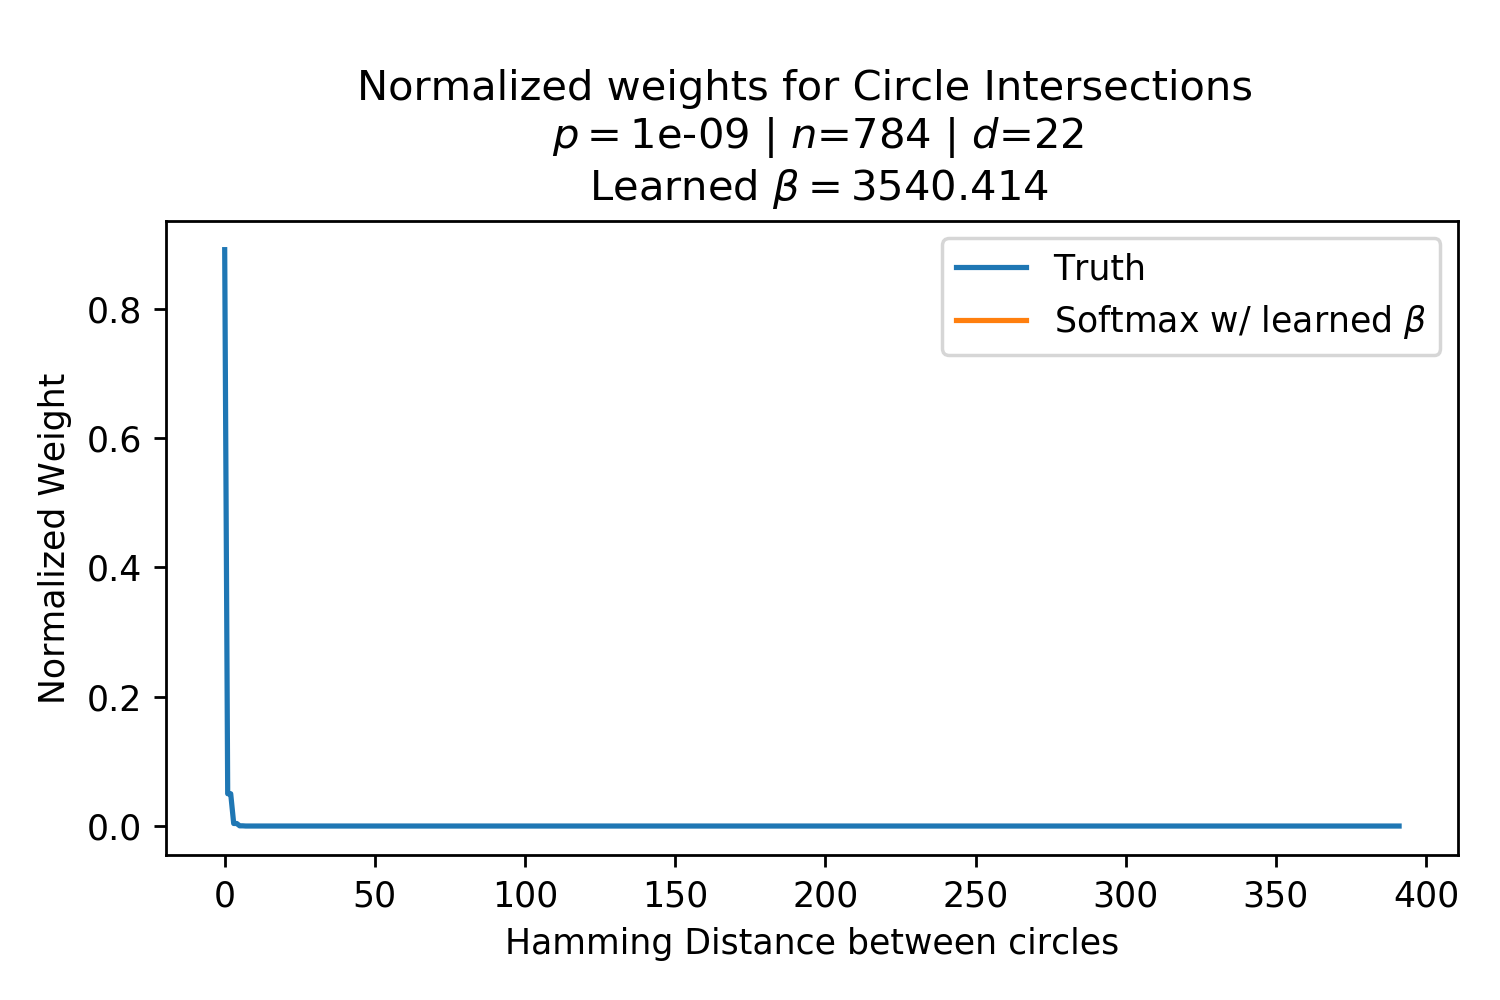 Normalized weights for Circle Intersections
p = 1e-09 | n=784 | d=22
Learned β = 3540.414
Truth
Softmax w/ learned β
Normalized Weight
0.8
0.6
0.4
0.2
0.0
0 50 100 150 200 250 300 350 400
Hamming Distance between circles